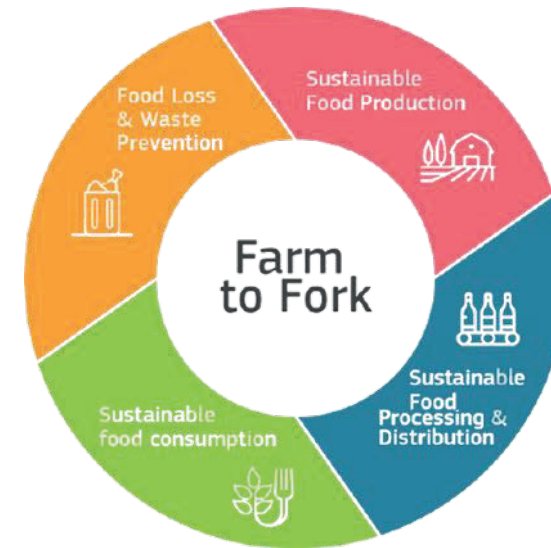 Sustainable
Food Production
Food Loss
& Waste
Prevention
Farm
to Fork
Sustainable
Food
Processing &
Distribution
Sustainable
food consumption